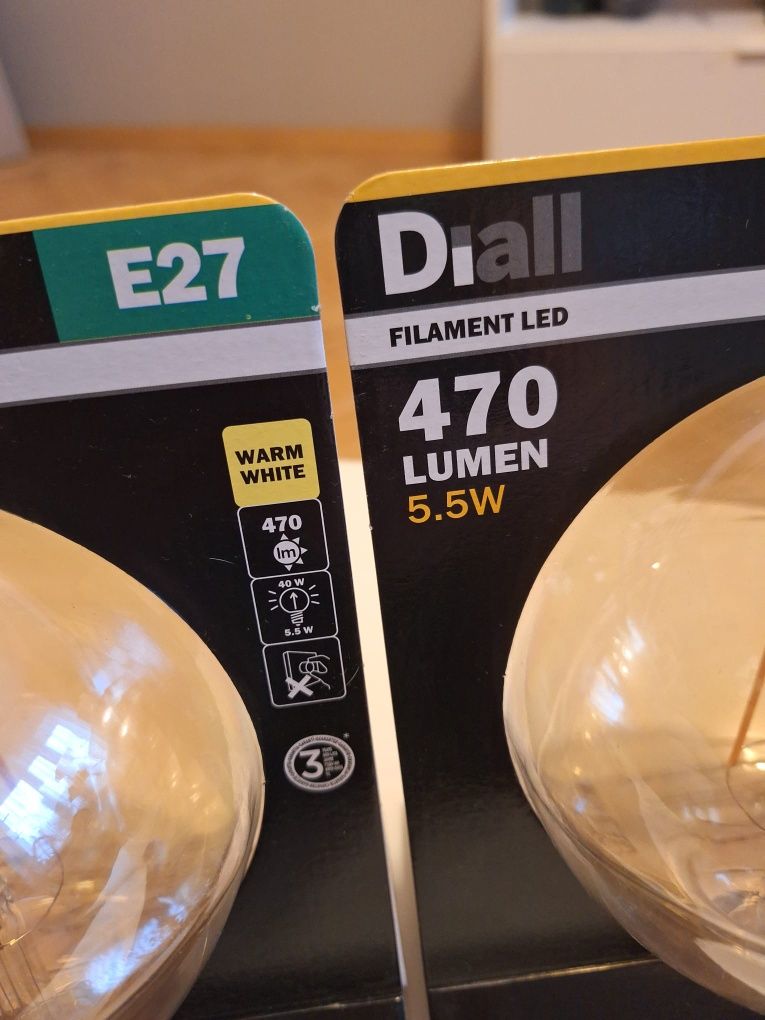 E27
WARM
WHITE
470
lm
40 W
5.5 W
3
*
Diall
FILAMENT LED
470
LUMEN
5.5W